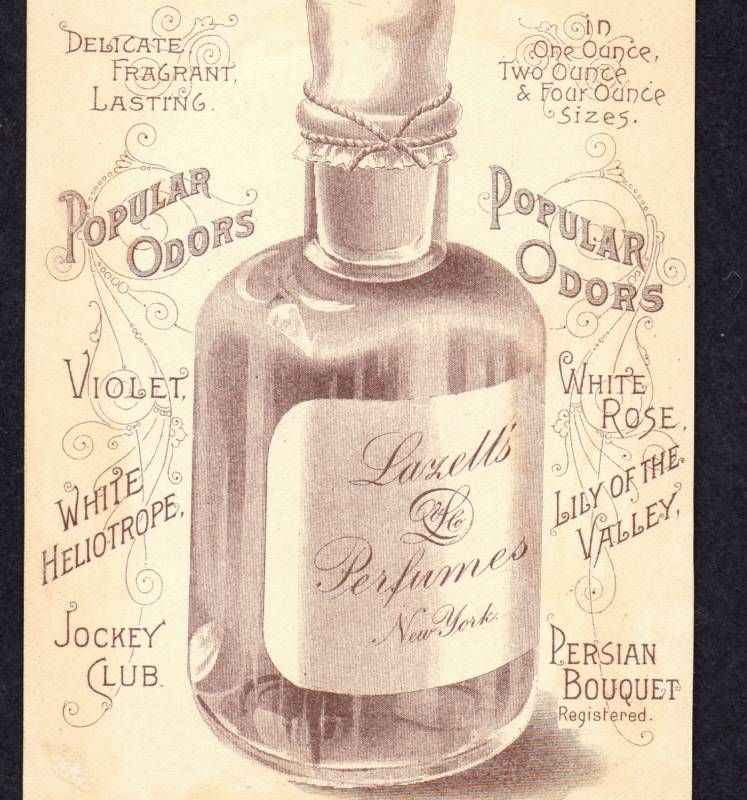 DELICATE
FRAGRANT,
LASTING.
in
One Ounce,
Two Ounce
& Four Ounce
Sizes.
POPULAR
ODORS
POPULAR
ODORS
VIOLET,
WHITE
HELIOTROPE,
JOCKEY
CLUB.
Lazell's
Perfumes
New York.
WHITE
ROSE,
LILY OF THE
VALLEY,
PERSIAN
BOUQUET
Registered.